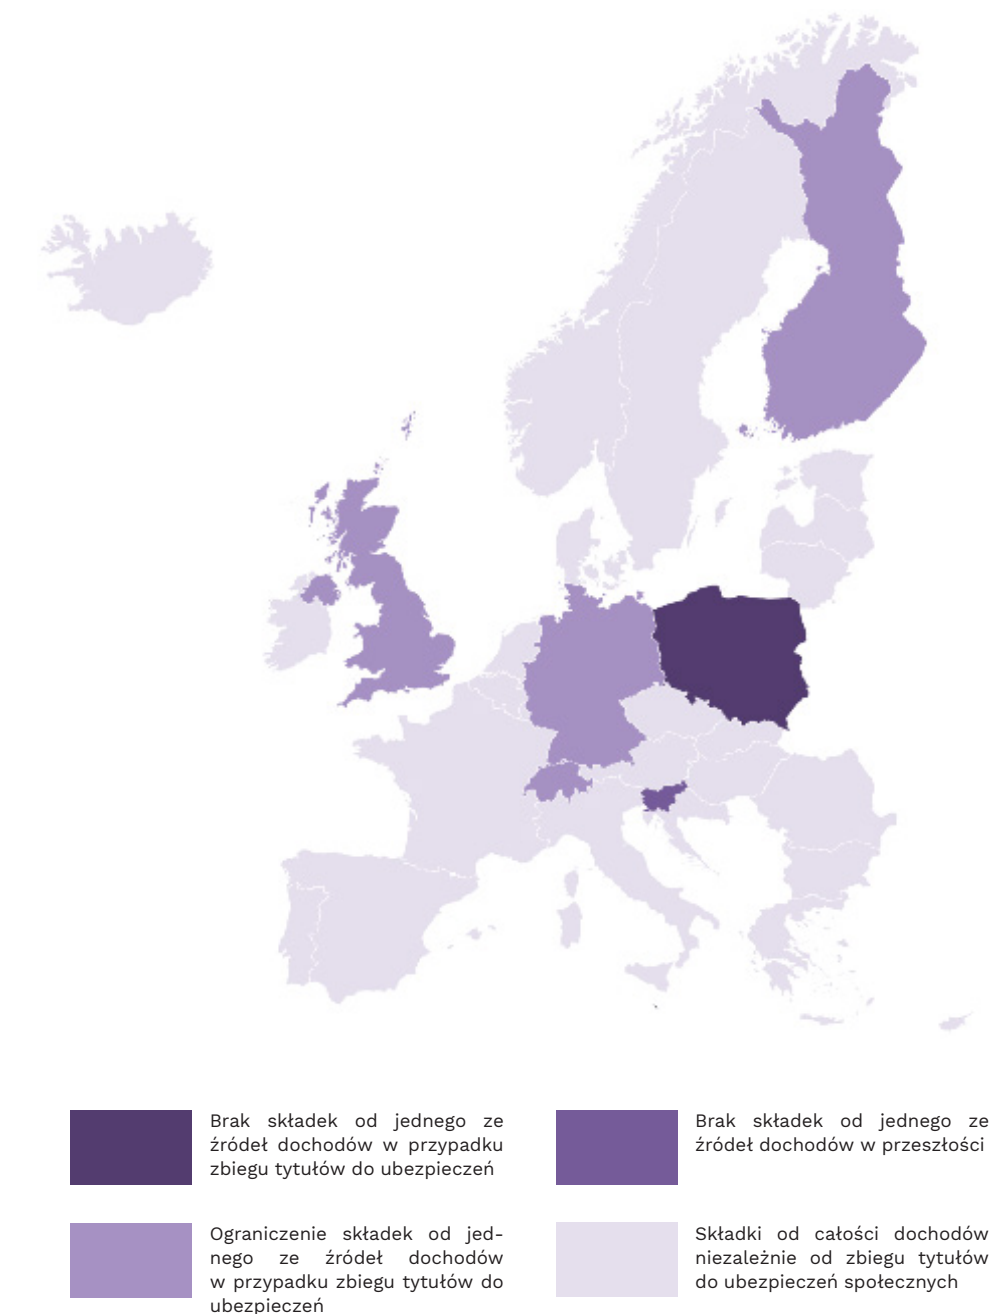 Brak składek od jednego ze
źródeł dochodów w przypadku
zbiegu tytułów do ubezpieczeń
Brak składek od jednego ze
źródeł dochodów w przeszłości
Ograniczenie składek od jed-
nego ze źródeł dochodów
w przypadku zbiegu tytułów do
ubezpieczeń
Składki od całości dochodów
niezależnie od zbiegu tytułów
do ubezpieczeń społecznych